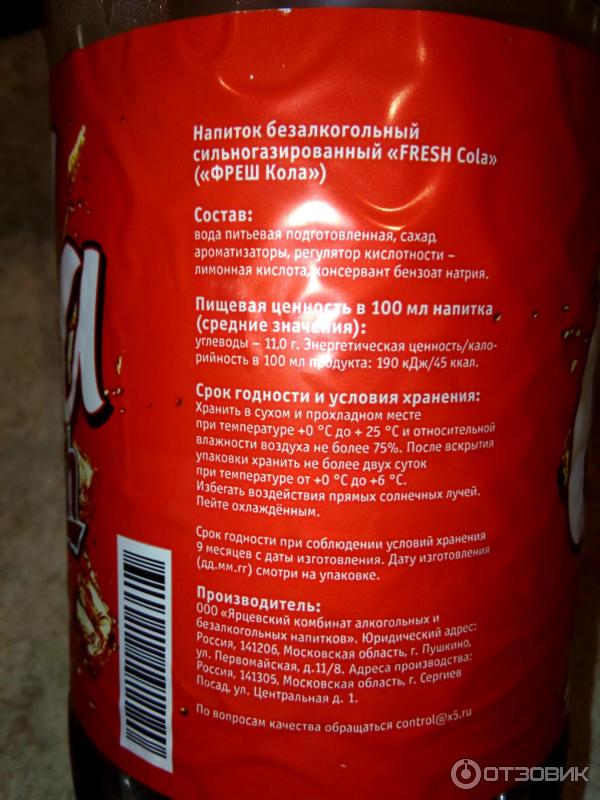 Напиток безалкогольный
сильногазированный «FRESH Cola»
(«ФРЕШ Кола»)
Состав:
вода питьевая подготовленная, сахар,
ароматизаторы, регулятор кислотности –
лимонная кислота, консервант бензоат натрия.
Пищевая ценность в 100 мл напитка
(средние значения):
углеводы – 11,0 г. Энергетическая ценность/кало-
рийность в 100 мл продукта: 190 кДж/45 ккал.
Срок годности и условия хранения:
Хранить в сухом и прохладном месте
при температуре +0 °C до + 25 °C и относительной
влажности воздуха не более 75%. После вскрытия
упаковки хранить не более двух суток
при температуре от +0 °C до +6 °C.
Избегать воздействия прямых солнечных лучей.
Пейте охлаждённым.
Срок годности при соблюдении условий хранения
9 месяцев с даты изготовления. Дату изготовления
(дд.мм.гг) смотри на упаковке.
Производитель:
ООО «Ярцевский комбинат алкогольных и
безалкогольных напитков». Юридический адрес:
Россия, 141206, Московская область, г. Пушкино,
ул. Первомайская, д.11/8. Адреса производства:
Россия, 141305, Московская область, г. Сергиев
Посад, ул. Центральная д. 1.
По вопросам качества обращаться control@x5.ru
ОТЗОВИК